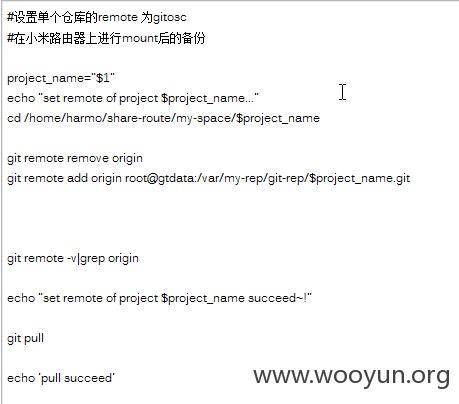 #设置单个仓库的remote 为gitosc
#在小米路由器上进行mount后的备份
project_name="$1"
echo "set remote of project $project_name..."
cd /home/harmo/share-route/my-space/$project_name
git remote remove origin
git remote add origin root@gtdata:/var/my-rep/git-rep/$project_name.git
git remote -v|grep origin
echo "set remote of project $project_name succeed~!"
git pull
echo 'pull succeed'
www.wooyun.org